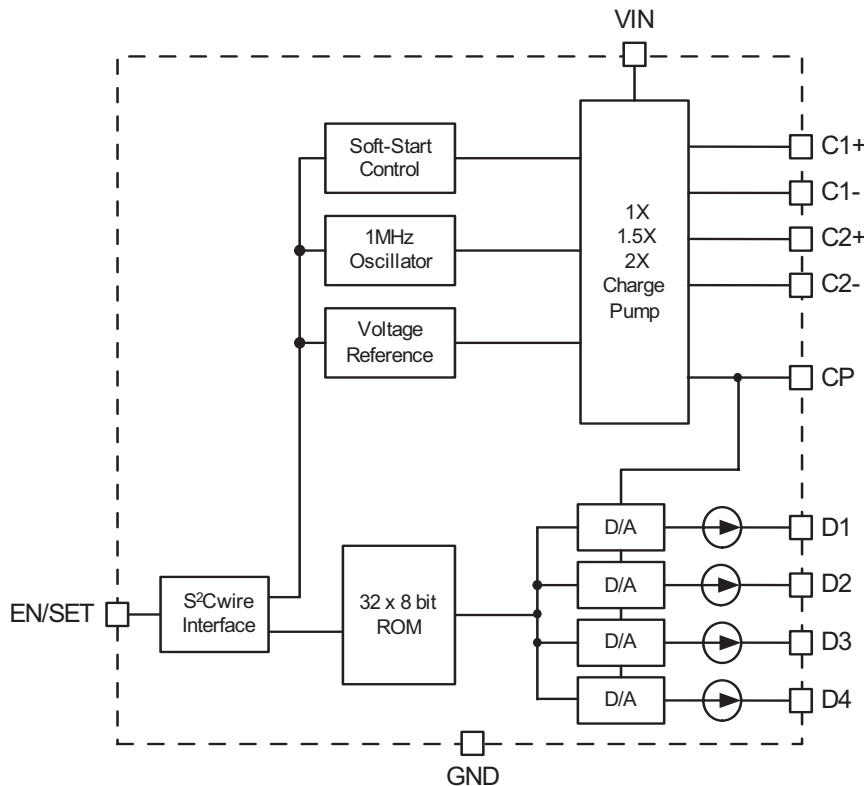 VIN
Soft-Start
Control
1MHz
Oscillator
Voltage
Reference
1X
1.5X
2X
Charge
Pump
C1+
C1-
C2+
C2-
CP
D/A
D1
D/A
D2
D/A
D3
D/A
D4
EN/SET
S²Cwire
Interface
32 x 8 bit
ROM
GND